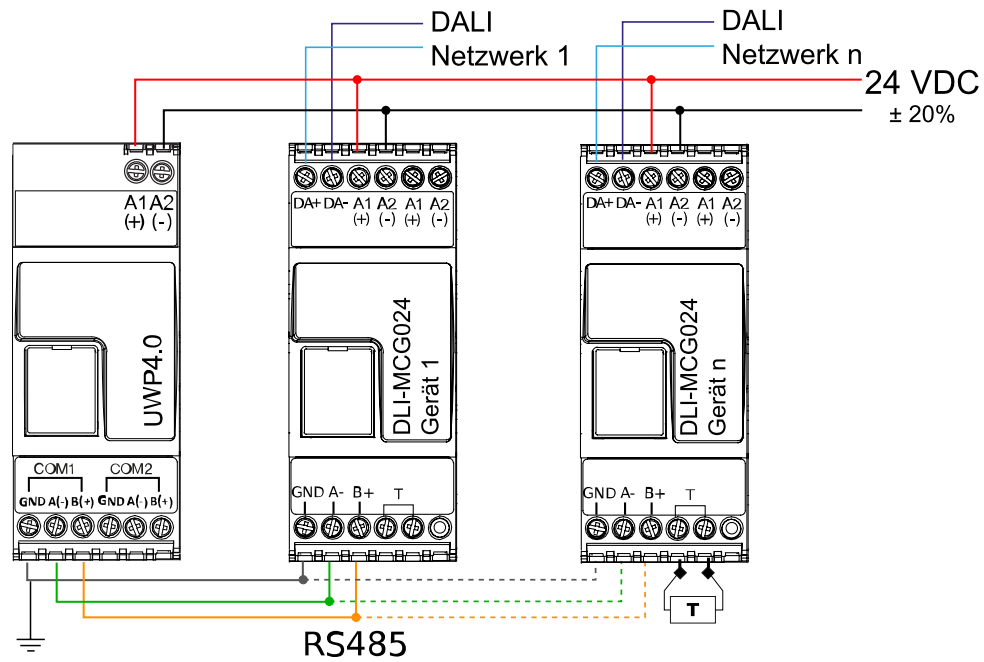 DALI
Netzwerk 1
DALI
Netzwerk n
24 VDC
± 20%
A1 A2
(+) (-)
DA+ DA- A1 A2 A1 A2
(+) (-) (+) (-)
DA+ DA- A1 A2 A1 A2
(+) (-) (+) (-)
UWP4.0
DLI-MCG024
Gerät 1
DLI-MCG024
Gerät n
COM1 COM2
GND A(-) B(+) GND A(-) B(+)
GND A- B+ T
GND A- B+ T
T
RS485